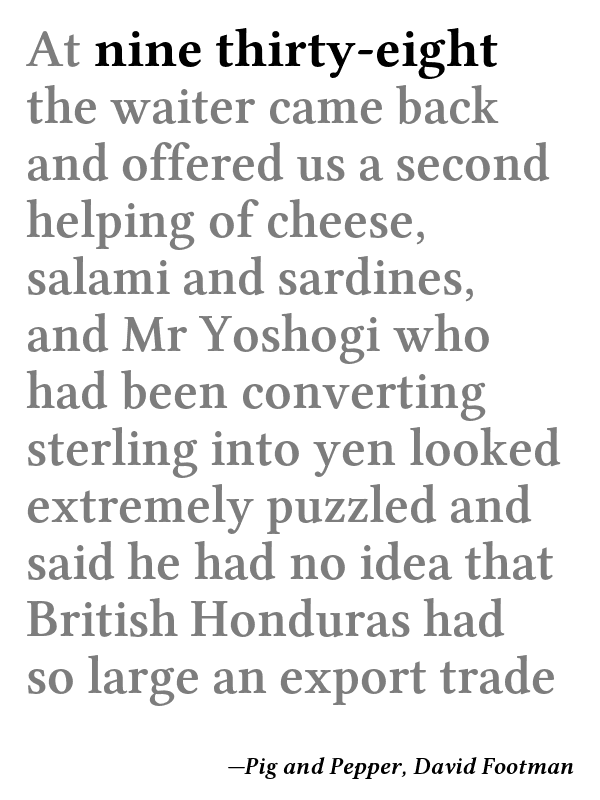 At nine thirty-eight
the waiter came back
and offered us a second
helping of cheese,
salami and sardines,
and Mr Yoshogi who
had been converting
sterling into yen looked
extremely puzzled and
said he had no idea that
British Honduras had
so large an export trade
—Pig and Pepper, David Footman